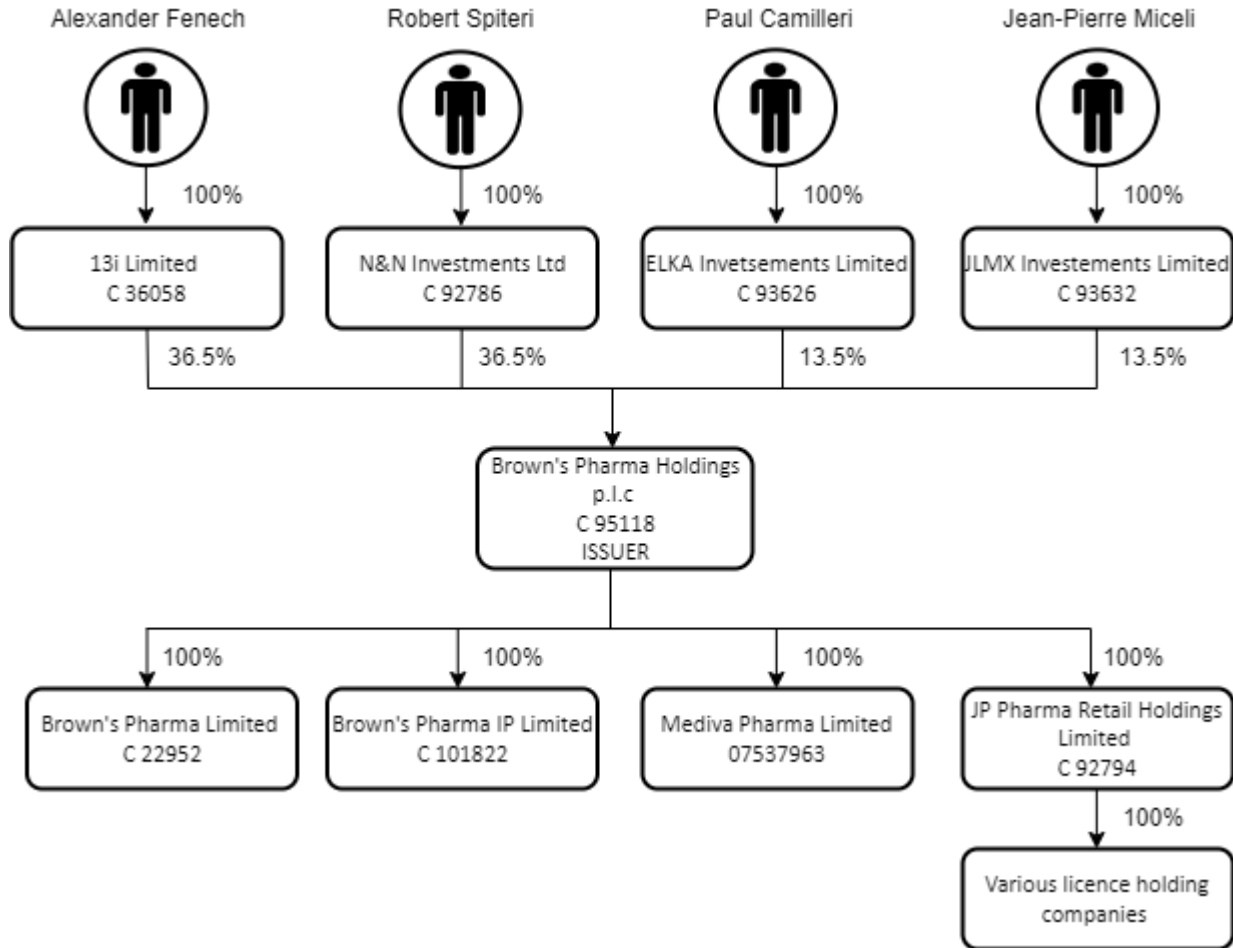 Alexander Fenech
Robert Spiteri
Paul Camilleri
Jean-Pierre Miceli
100%
100%
100%
100%
13i Limited
C 36058
N&N Investments Ltd
C 92786
ELKA Invetsements Limited
C 93626
JLMX Investements Limited
C 93632
36.5%
36.5%
13.5%
13.5%
Brown's Pharma Holdings
p.l.c
C 95118
ISSUER
100%
100%
100%
100%
Brown's Pharma Limited
C 22952
Brown's Pharma IP Limited
C 101822
Mediva Pharma Limited
07537963
JP Pharma Retail Holdings
Limited
C 92794
100%
Various licence holding
companies